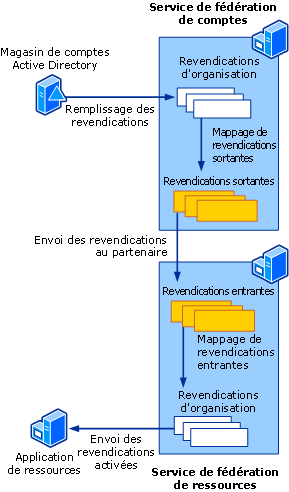 Service de fédération
de comptes
Magasin de comptes
Active Directory
Revendications
d'organisation
Remplissage des
revendications
Mappage de
revendications
sortantes
Revendications sortantes
Envoi des revendications
au partenaire
Revendications entrantes
Mappage de
revendications
entrantes
Revendications
d'organisation
Application
de ressources
Envoi des
revendications
activées
Service de fédération
de ressources